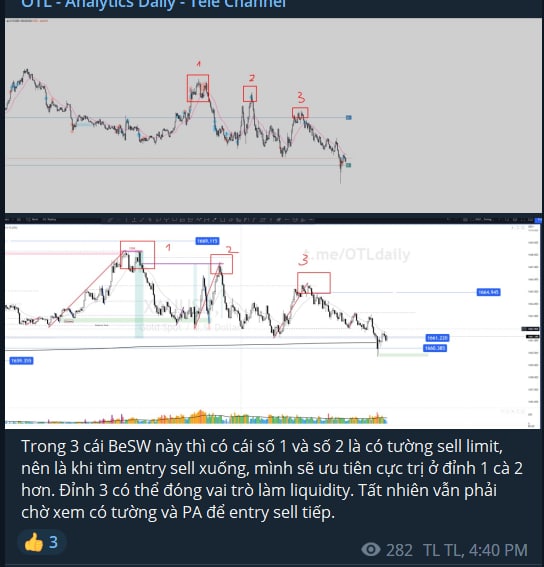 OTL - Analytics Daily - Tele Channel
1
2
3
1
1669,115
2
t.me/OTLdaily
3
1664,945
1661,220
1660,385
1659,355
Trong 3 cái BeSW này thì có cái số 1 và số 2 là có tường sell limit,
nên là khi tìm entry sell xuống, mình sẽ ưu tiên cực trị ở đỉnh 1 cà 2
hơn. Đỉnh 3 có thể đóng vai trò làm liquidity. Tất nhiên vẫn phải
chờ xem có tường và PA để entry sell tiếp.
👍 3
282 TL TL, 4:40 PM